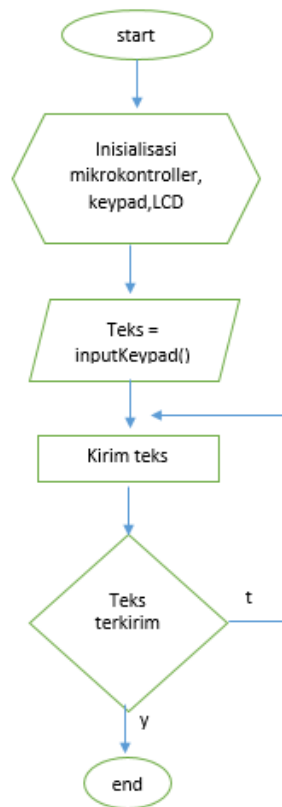 start
Inisialisasi
mikrokontroller,
keypad,LCD
Teks =
inputKeypad()
Kirim teks
Teks
terkirim
t
y
end